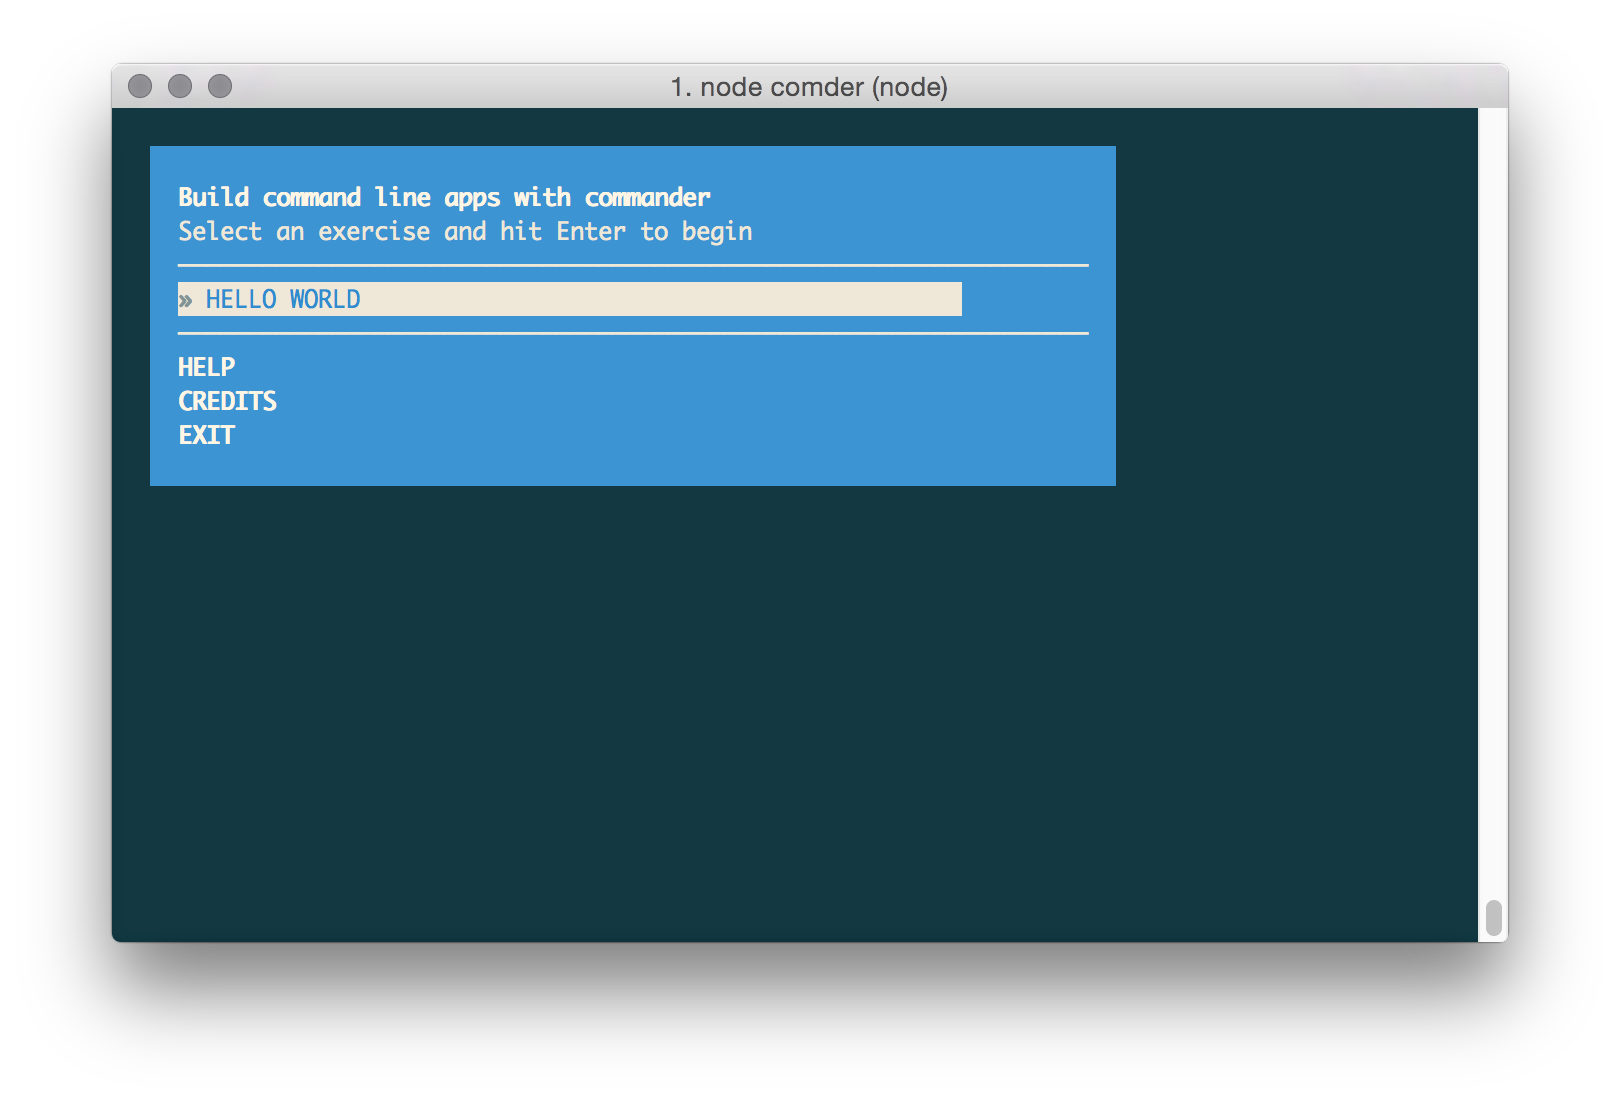 1. node comder (node)
Build command line apps with commander
Select an exercise and hit Enter to begin
» HELLO WORLD
HELP
CREDITS
EXIT